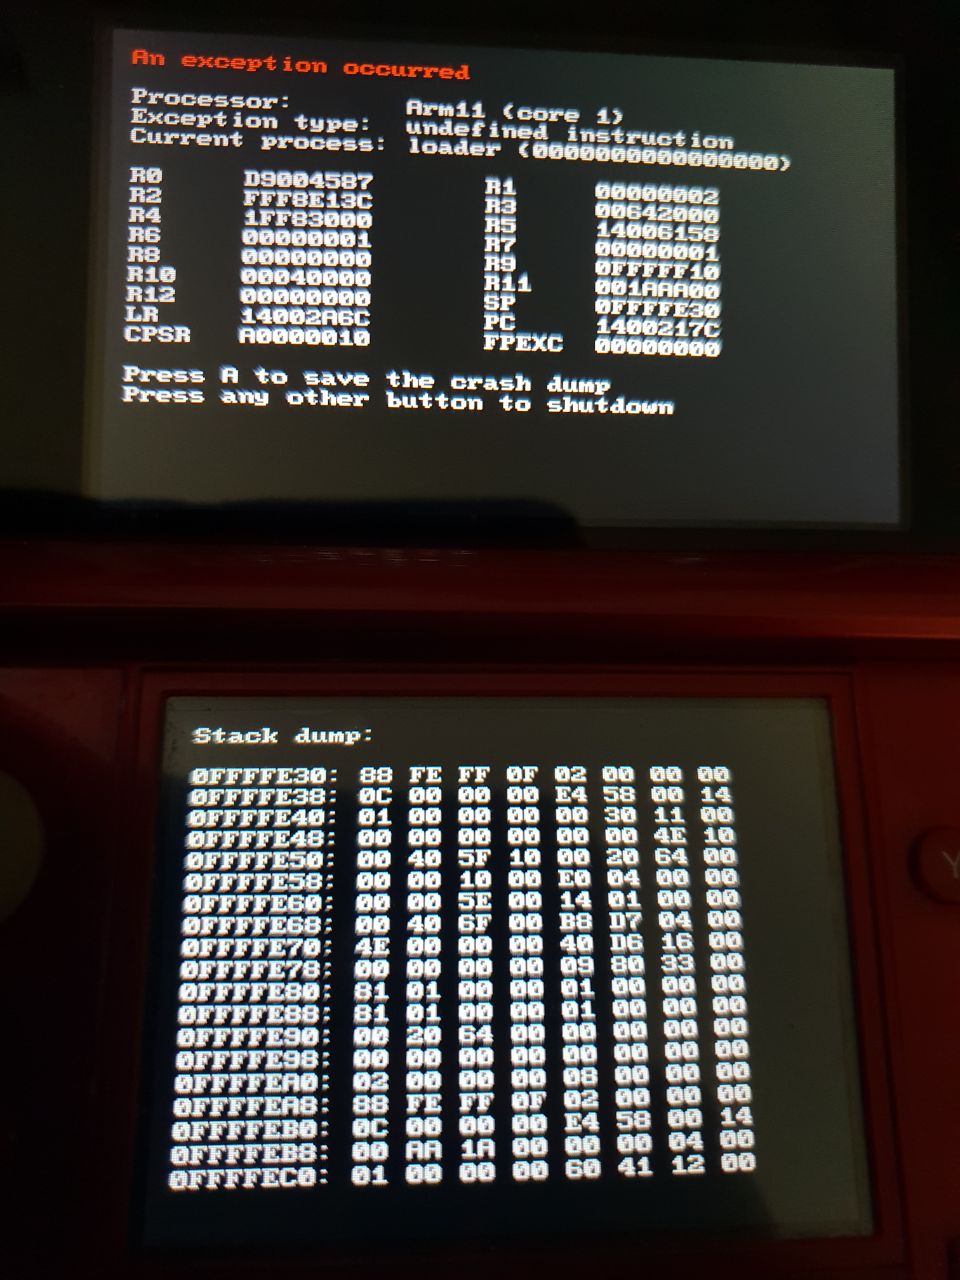 An exception occurred
Processor: Arm11 (core 1)
Exception type: undefined instruction
Current process: loader (0000000000000000)
R0 D9004587 R1 00000002
R2 FFF8E13C R3 00642000
R4 1FF83000 R5 14006158
R6 00000001 R7 00000001
R8 00000000 R9 0FFFFF10
R10 00040000 R11 001AAA00
R12 00000000 SP 0FFFFE30
LR 14002A6C PC 1400217C
CPSR A0000010 FPEXC 00000000
Press A to save the crash dump
Press any other button to shutdown
Stack dump:
0FFFFE30: 88 FE FF 0F 02 00 00 00
0FFFFE38: 0C 00 00 00 E4 58 00 14
0FFFFE40: 01 00 00 00 00 30 11 00
0FFFFE48: 00 00 00 00 00 00 4E 10
0FFFFE50: 00 40 5F 10 00 20 64 00
0FFFFE58: 00 00 10 00 E0 04 00 00
0FFFFE60: 00 00 5E 00 14 01 00 00
0FFFFE68: 00 40 6F 00 B8 D7 04 00
0FFFFE70: 4E 00 00 00 40 D6 16 00
0FFFFE78: 00 00 00 00 09 80 33 00
0FFFFE80: 81 01 00 00 01 00 00 00
0FFFFE88: 81 01 00 00 01 00 00 00
0FFFFE90: 00 20 64 00 00 00 00 00
0FFFFE98: 00 00 00 00 00 00 00 00
0FFFFEA0: 02 00 00 00 08 00 00 00
0FFFFEA8: 88 FE FF 0F 02 00 00 00
0FFFFEB0: 0C 00 00 00 E4 58 00 14
0FFFFEB8: 00 AA 1A 00 00 00 04 00
0FFFFEC0: 01 00 00 00 60 41 12 00
Y